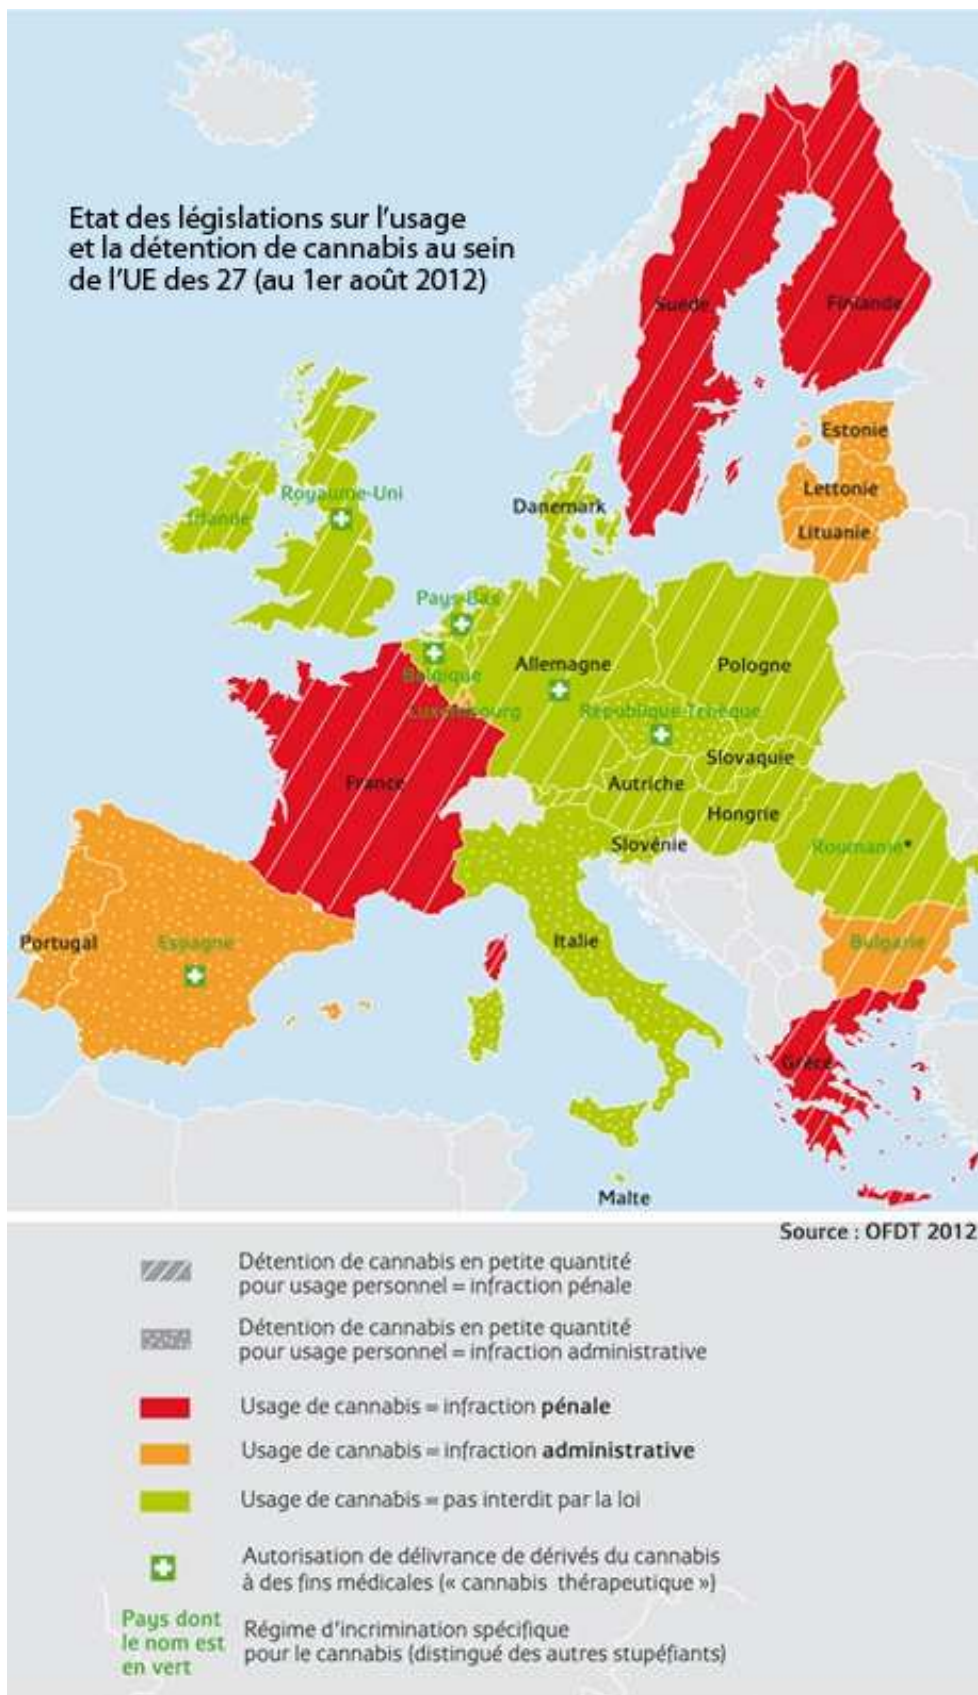 Etat des législations sur l'usage
et la détention de cannabis au sein
de l'UE des 27 (au 1er août 2012)
Suède
Finlande
Estonie
Lettonie
Lituanie
Royaume-Uni
Irlande
Danemark
Pays-Bas
Belgique
Luxembourg
Allemagne
Pologne
République-Tchèque
Slovaquie
Autriche
Hongrie
France
Slovénie
Roumanie*
Portugal
Espagne
Italie
Bulgarie
Grèce
Malte
Source : OFDT 2012
Détention de cannabis en petite quantité
pour usage personnel = infraction pénale
Détention de cannabis en petite quantité
pour usage personnel = infraction administrative
Usage de cannabis = infraction pénale
Usage de cannabis = infraction administrative
Usage de cannabis = pas interdit par la loi
Autorisation de délivrance de dérivés du cannabis
à des fins médicales (« cannabis thérapeutique »)
Pays dont
le nom est
en vert
Régime d'incrimination spécifique
pour le cannabis (distingué des autres stupéfiants)